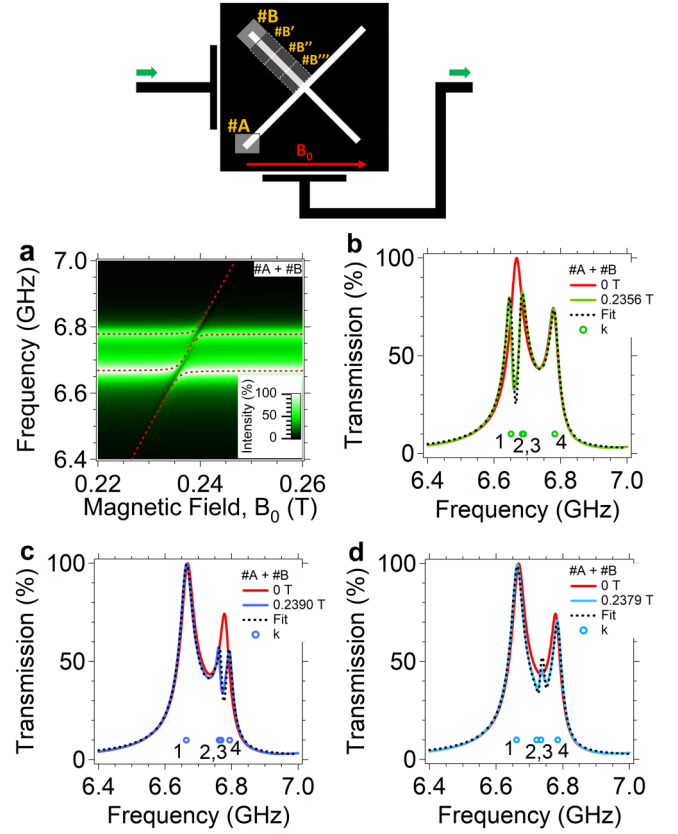 #B
#B'
#B''
#B'''
#A
B₀
a
7.0
6.8
6.6
6.4
Frequency (GHz)
#A + #B
Intensity (%)
100
50
0
0.22
0.24
0.26
Magnetic Field, B₀ (T)
b
100
50
0
Transmission (%)
#A + #B
0 T
0.2356 T
Fit
k
1
2,3
4
6.4
6.6
6.8
7.0
Frequency (GHz)
c
100
50
0
Transmission (%)
#A + #B
0 T
0.2390 T
Fit
k
1
2,3
4
6.4
6.6
6.8
7.0
Frequency (GHz)
d
100
50
0
Transmission (%)
#A + #B
0 T
0.2379 T
Fit
k
1
2,3
4
6.4
6.6
6.8
7.0
Frequency (GHz)